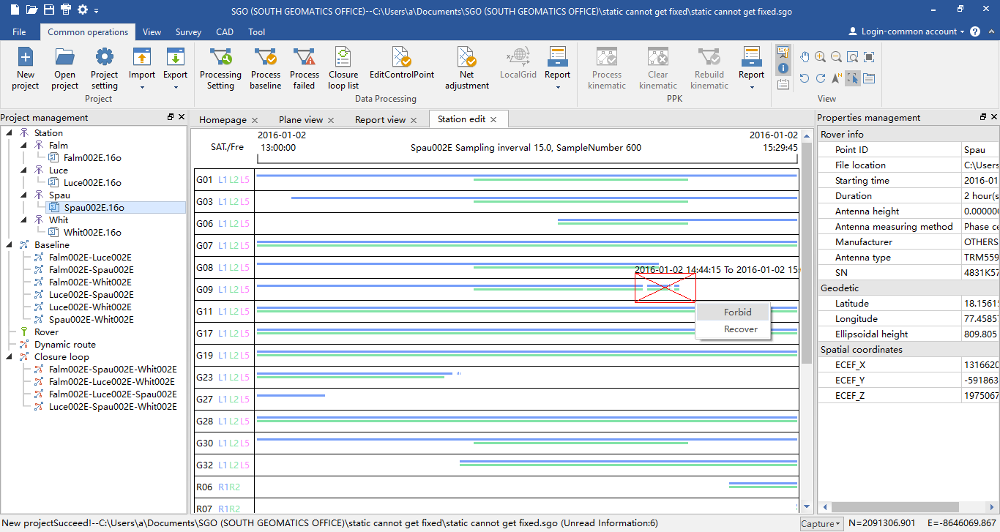 SGO (SOUTH GEOMATICS OFFICE)--C:\Users\a\Documents\SGO (SOUTH GEOMATICS OFFICE)\static cannot get fixed\static cannot get fixed.sgo
File Common operations View Survey CAD Tool Login-common account
New project
Open project
Project setting
Import
Export
Processing Setting
Process baseline
Process failed
Closure loop list
EditControlPoint
Net adjustment
LocalGrid
Report
Process kinematic
Clear kinematic
Rebuild kinematic
Report
Project
Data Processing
PPK
View
Project management
Station
Falm
Falm002E.16o
Luce
Luce002E.16o
Spau
Spau002E.16o
Whit
Whit002E.16o
Baseline
Falm002E-Luce002E
Falm002E-Spau002E
Falm002E-Whit002E
Luce002E-Spau002E
Luce002E-Whit002E
Spau002E-Whit002E
Rover
Dynamic route
Closure loop
Falm002E-Spau002E-Whit002E
Falm002E-Luce002E-Whit002E
Falm002E-Luce002E-Spau002E
Luce002E-Spau002E-Whit002E
Homepage Plane view Report view Station edit
2016-01-02 2016-01-02
SAT./Fre 13:00:00 Spau002E Sampling inverval 15.0, SampleNumber 600 15:29:45
G01 L1 L2 L5
G03 L1 L2 L5
G06 L1 L2 L5
G07 L1 L2 L5
G08 L1 L2 L5
2016-01-02 14:44:15 To 2016-01-02 15
G09 L1 L2 L5
G11 L1 L2 L5
Forbid
Recover
G17 L1 L2 L5
G19 L1 L2 L5
G23 L1 L2 L5
G27 L1 L2 L5
G28 L1 L2 L5
G30 L1 L2 L5
G32 L1 L2 L5
R06 R1R2
R07 R1R2
Properties management
Rover info
Point ID Spau
File location C:\Users
Starting time 2016-01
Duration 2 hour(s
Antenna height 0.000000
Antenna measuring method Phase ce
Manufacturer OTHERS
Antenna type TRM559
SN 4831K57
Geodetic
Latitude 18.15615
Longitude 77.45857
Ellipsoidal height 809.805
Spatial coordinates
ECEF_X 1316620
ECEF_Y -591863
ECEF_Z 1975067
New projectSucceed!--C:\Users\a\Documents\SGO (SOUTH GEOMATICS OFFICE)\static cannot get fixed\static cannot get fixed.sgo (Unread Information:6)
Capture N=2091306.901 E=-8646069.867